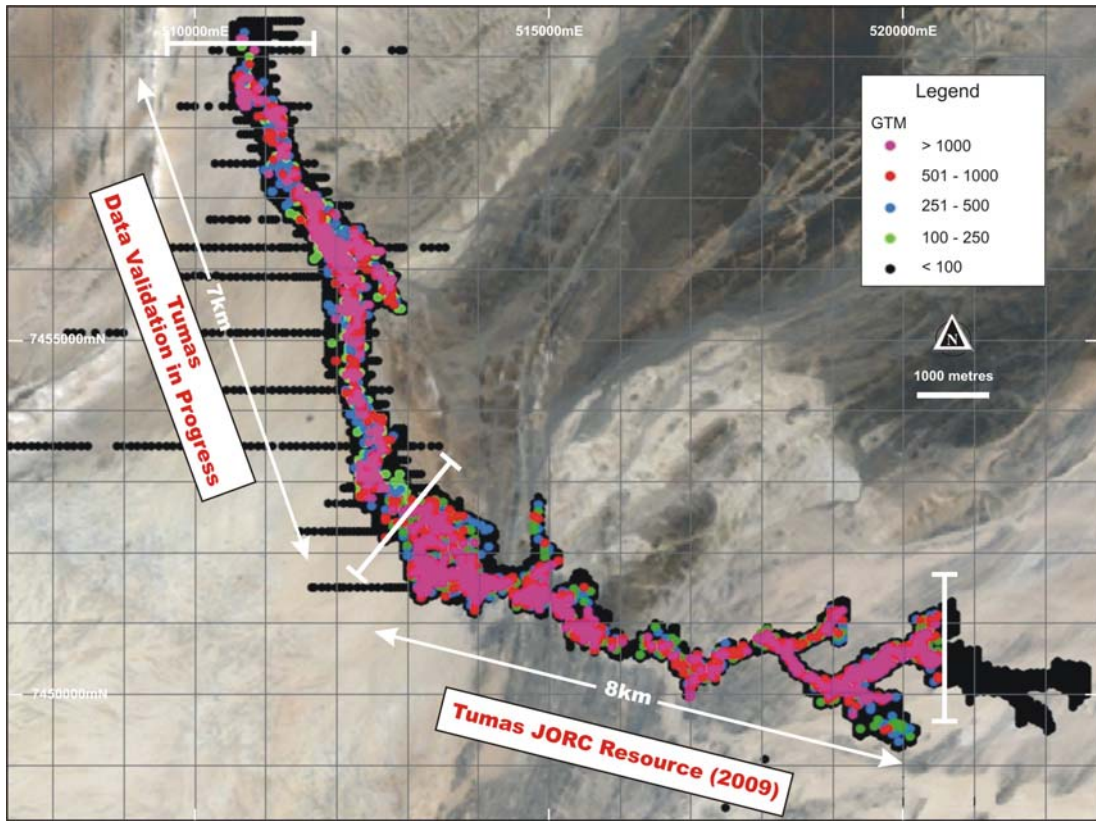 510000mE
515000mE
520000mE
Legend
GTM
> 1000
501 - 1000
251 - 500
100 - 250
< 100
Tumas
Data Validation in Progress
7km
7455000mN
N
1000 metres
7450000mN
8km
Tumas JORC Resource (2009)